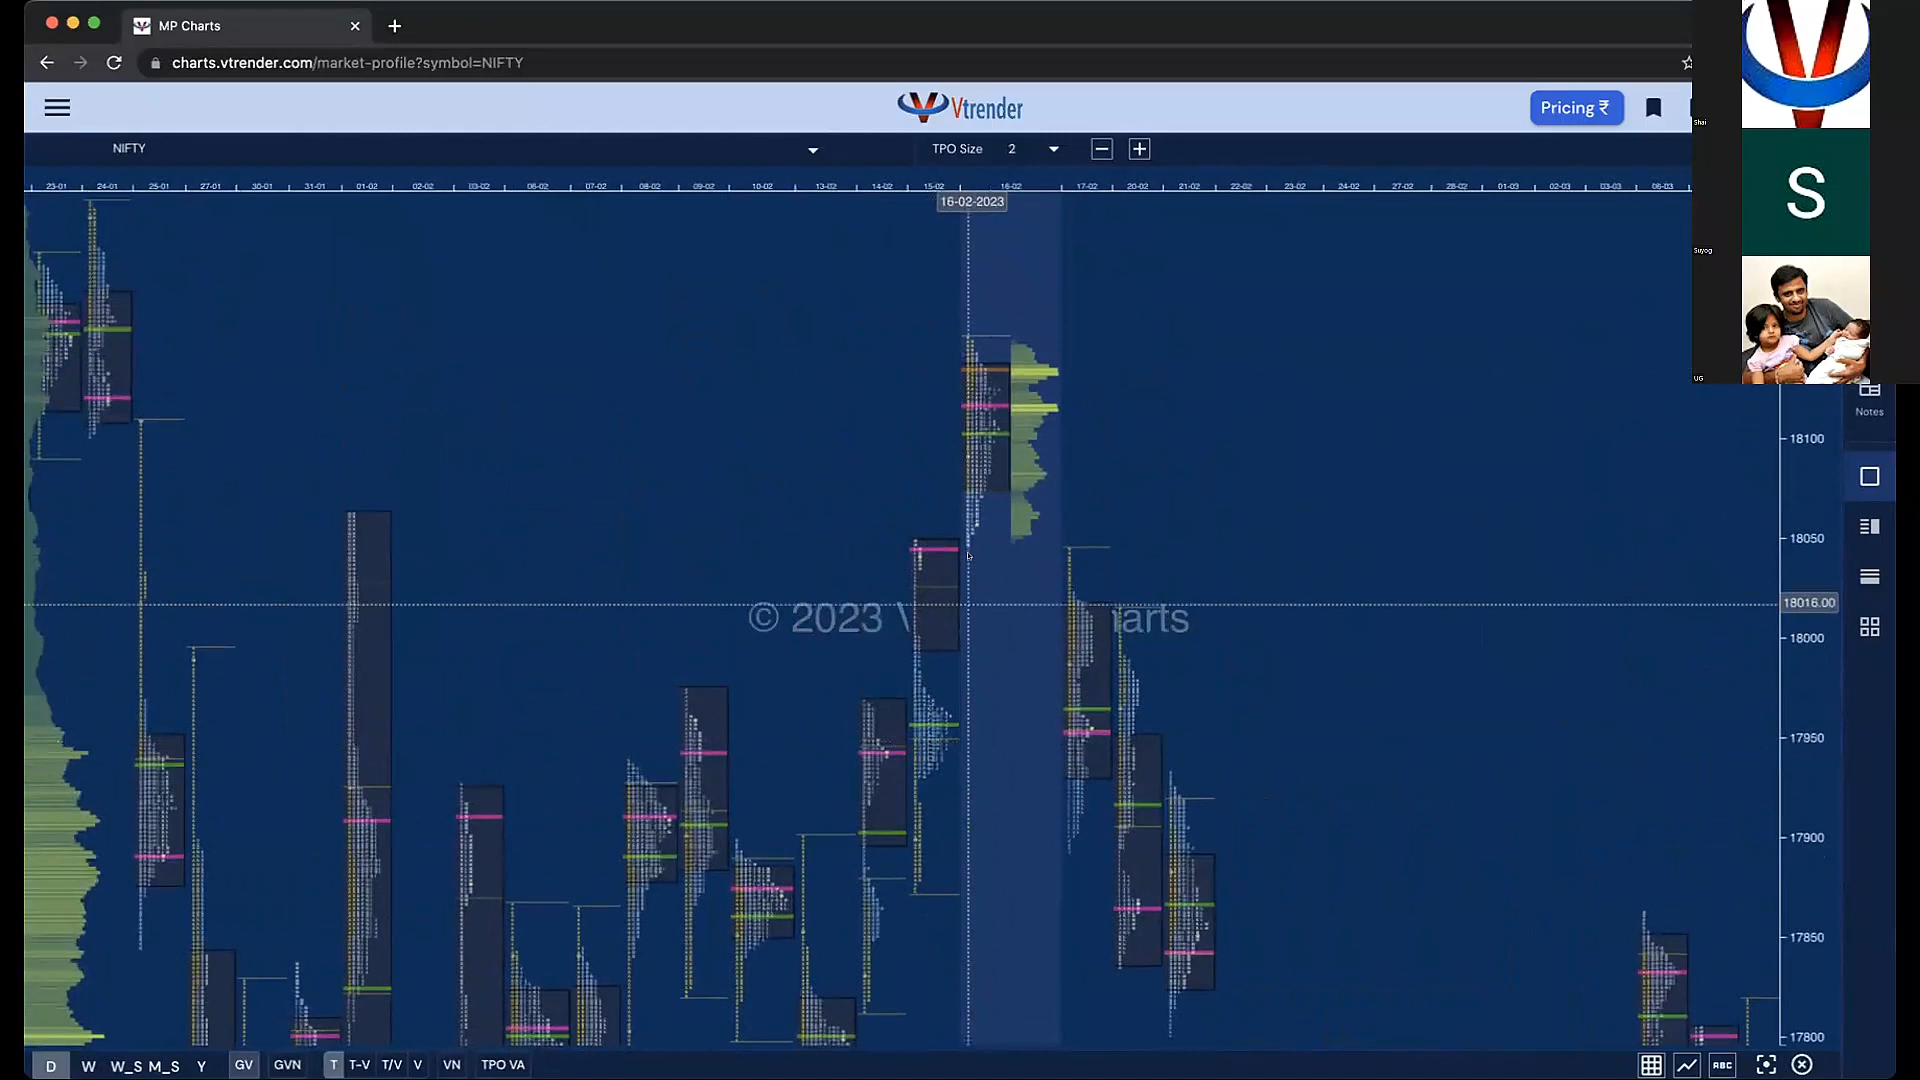 MP Charts
charts.vtrender.com/market-profile?symbol=NIFTY
Vtrender
Pricing ₹
Shai
NIFTY
TPO Size 2
23-01 24-01 25-01 27-01 30-01 31-01 01-02 02-02 03-02 06-02 07-02 08-02 09-02 10-02 13-02 14-02 15-02 16-02 17-02 20-02 21-02 22-02 23-02 24-02 27-02 28-02 01-03 02-03 03-03 06-03
16-02-2023
S
Suyog
UG
Notes
18100
18050
18016.00
© 2023 V arts
18000
17950
17900
17850
17800
D W W_S M_S Y GV GVN T T-V T/V V VN TPO VA
ABC